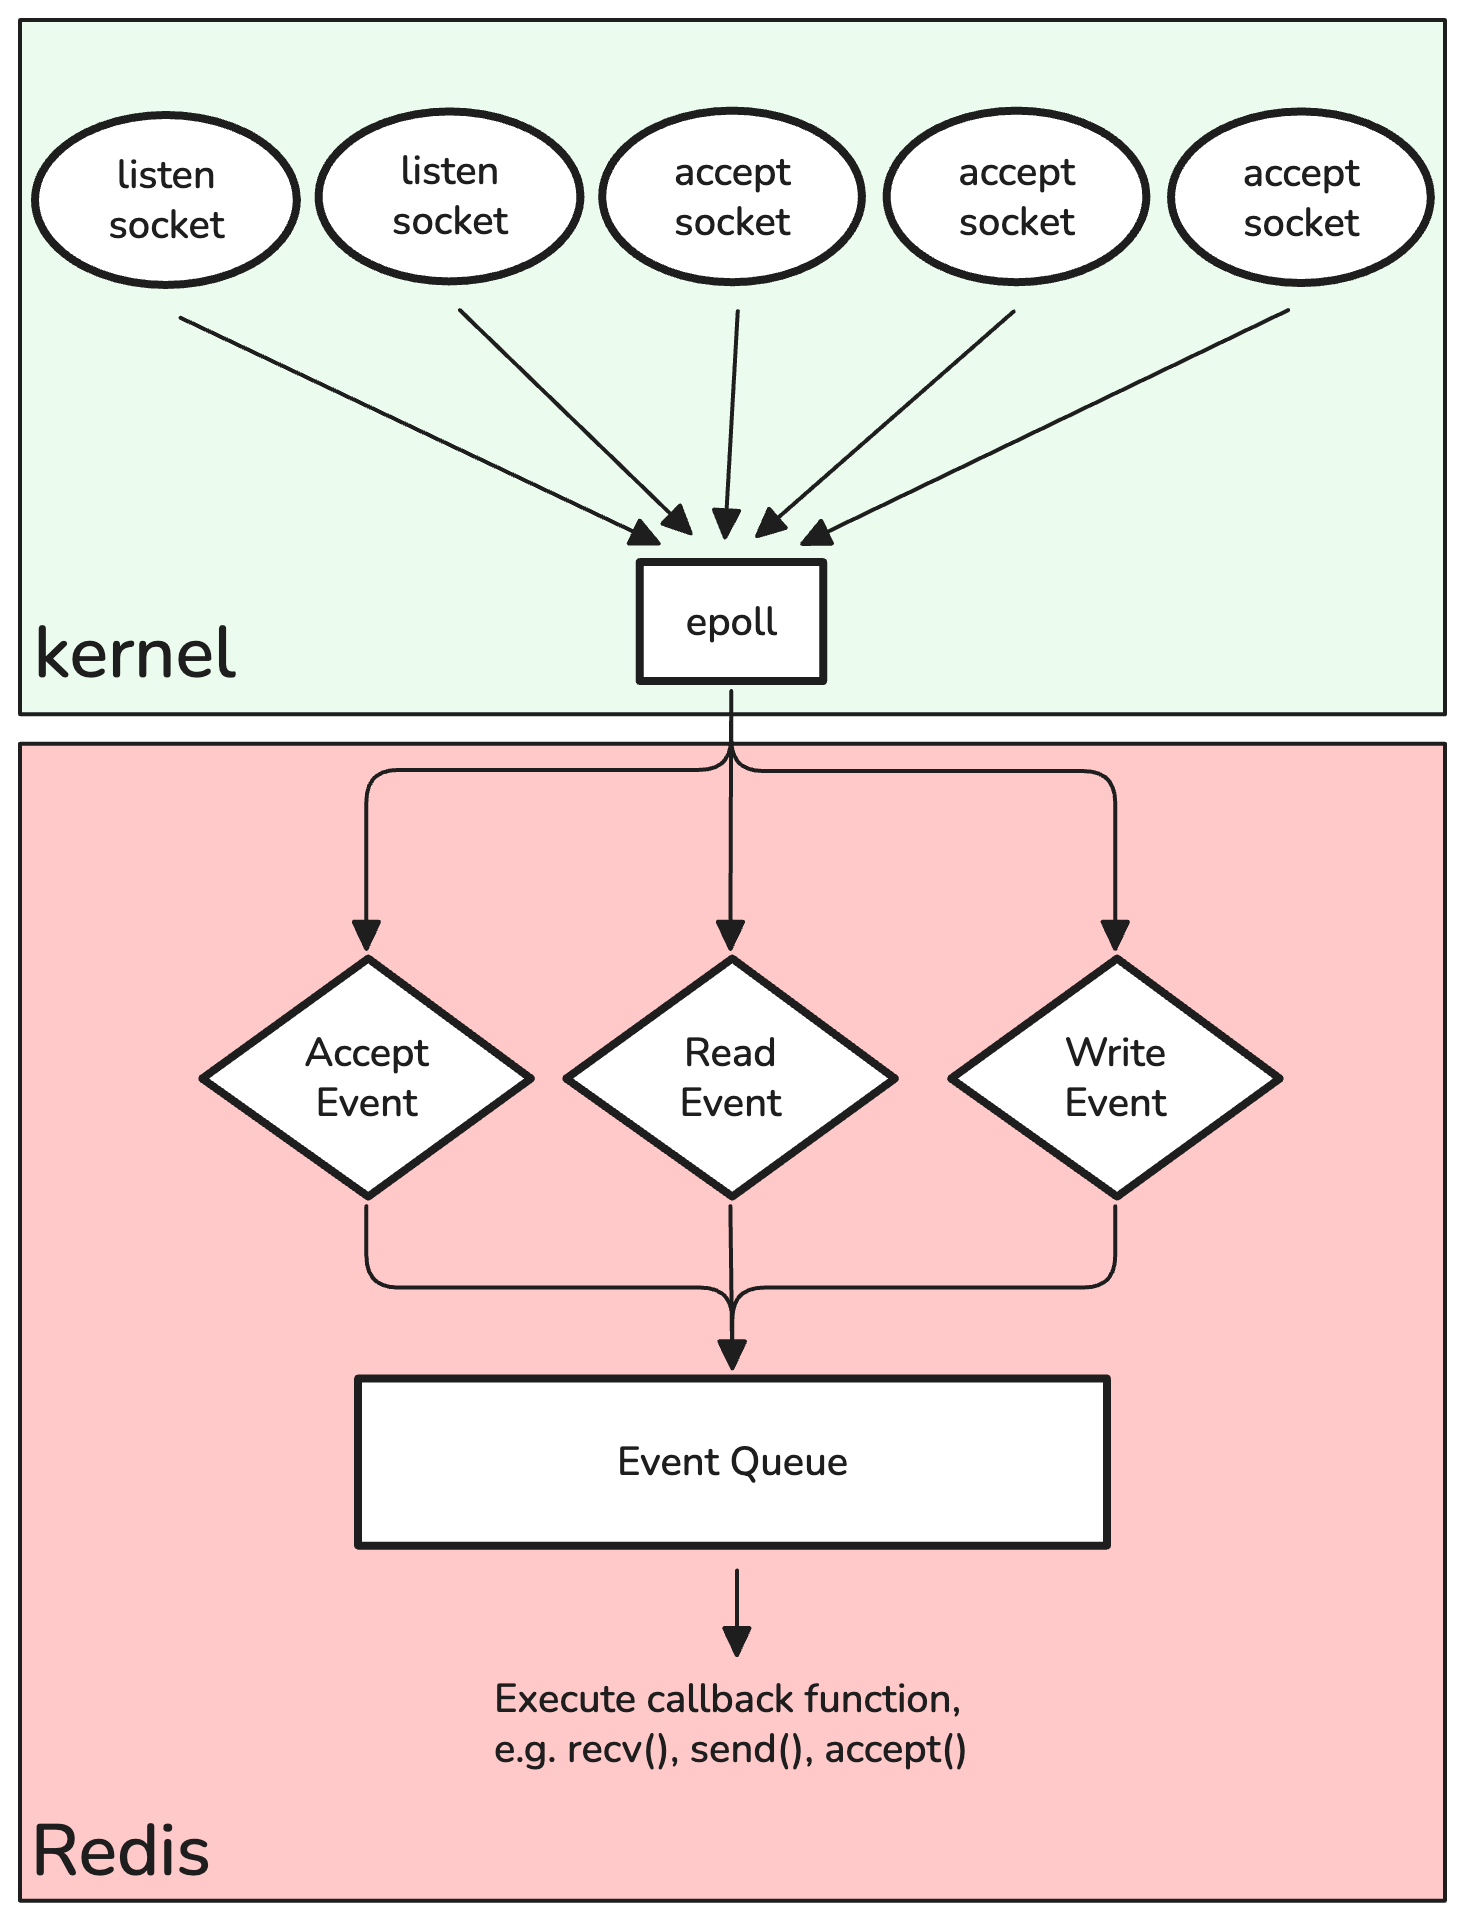 listen
socket
listen
socket
accept
socket
accept
socket
accept
socket
epoll
kernel
Accept
Event
Read
Event
Write
Event
Event Queue
Execute callback function,
e.g. recv(), send(), accept()
Redis